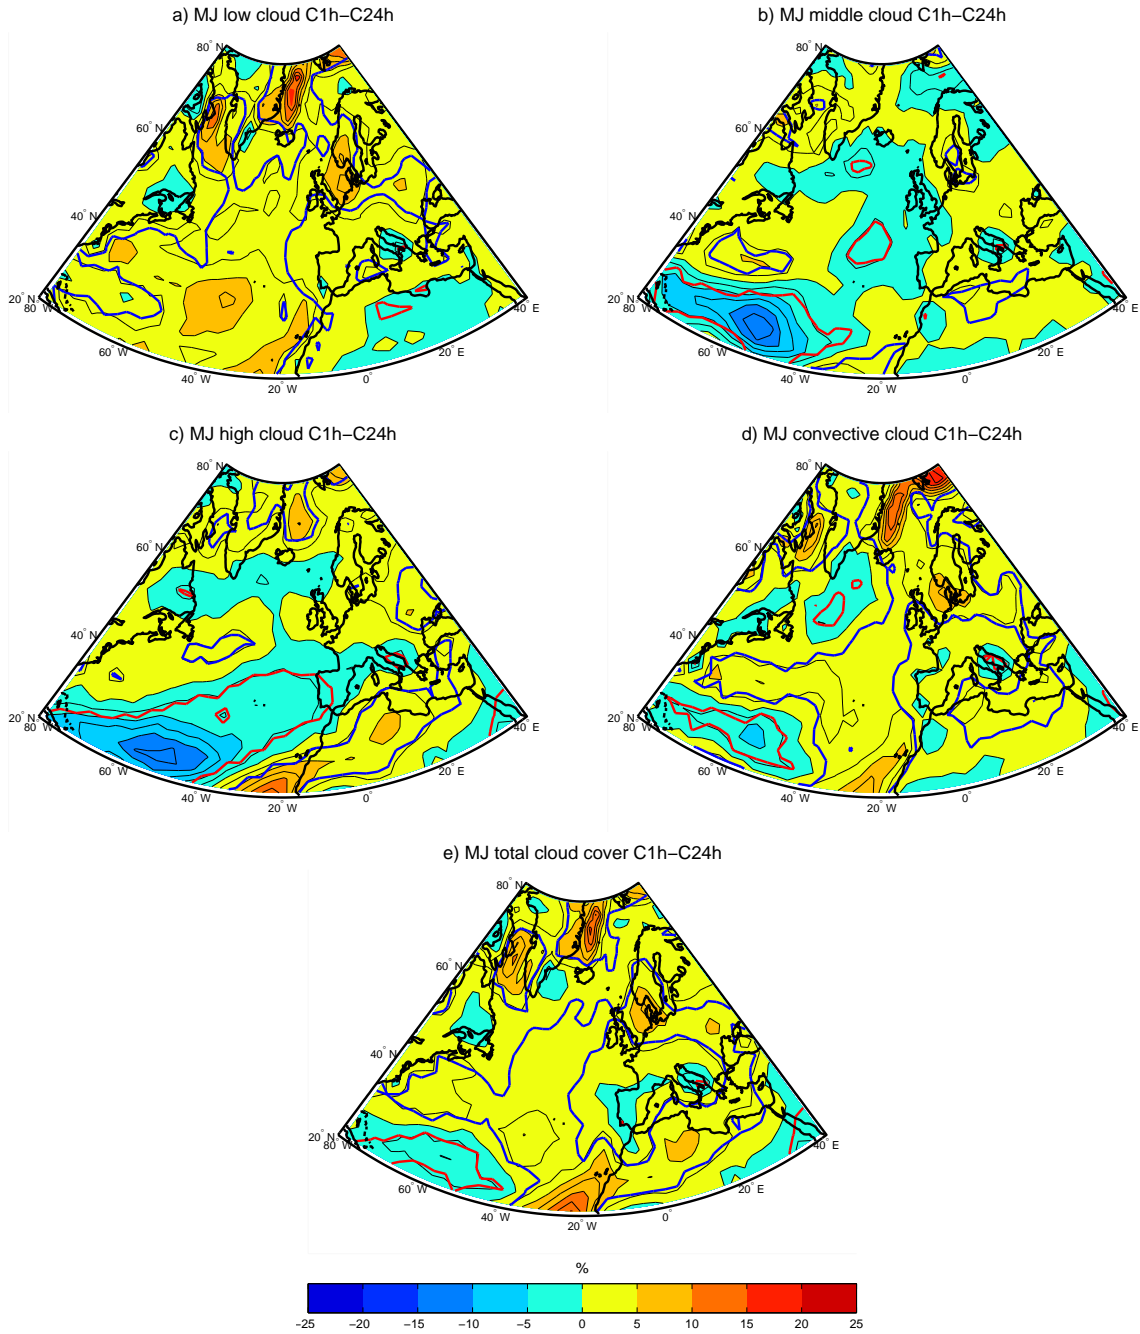 a) MJ low cloud C1h−C24h
b) MJ middle cloud C1h−C24h
80° N
60° N
40° N
20° N
80° W
60° W
40° W
20° W
0°
20° E
40° E
80° N
60° N
40° N
20° N
80° W
60° W
40° W
20° W
0°
20° E
40° E
c) MJ high cloud C1h−C24h
d) MJ convective cloud C1h−C24h
80° N
60° N
40° N
20° N
80° W
60° W
40° W
20° W
0°
20° E
40° E
80° N
60° N
40° N
20° N
80° W
60° W
40° W
20° W
0°
20° E
40° E
e) MJ total cloud cover C1h−C24h
80° N
60° N
40° N
20° N
80° W
60° W
40° W
20° W
0°
20° E
40° E
%
−25 −20 −15 −10 −5 0 5 10 15 20 25